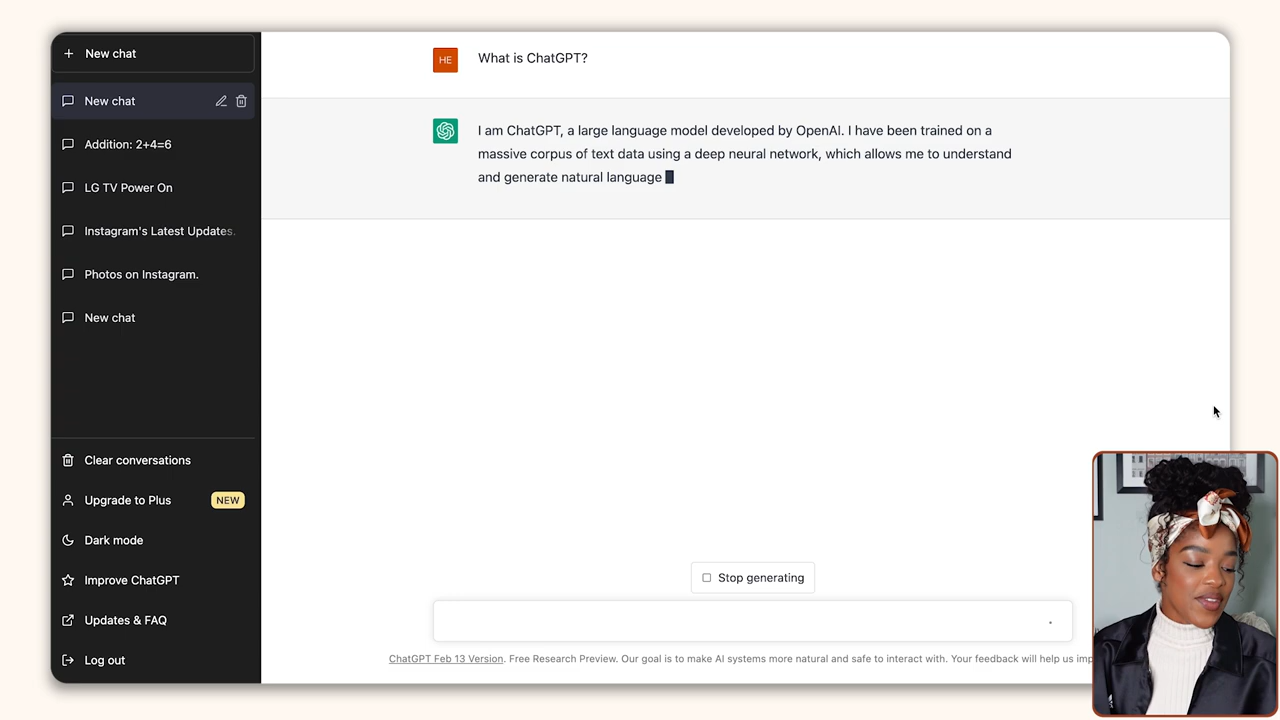 New chat
New chat
Addition: 2+4=6
LG TV Power On
Instagram's Latest Updates.
Photos on Instagram.
New chat
Clear conversations
Upgrade to Plus NEW
Dark mode
Improve ChatGPT
Updates & FAQ
Log out
HE What is ChatGPT?
I am ChatGPT, a large language model developed by OpenAI. I have been trained on a
massive corpus of text data using a deep neural network, which allows me to understand
and generate natural language
Stop generating
ChatGPT Feb 13 Version. Free Research Preview. Our goal is to make AI systems more natural and safe to interact with. Your feedback will help us